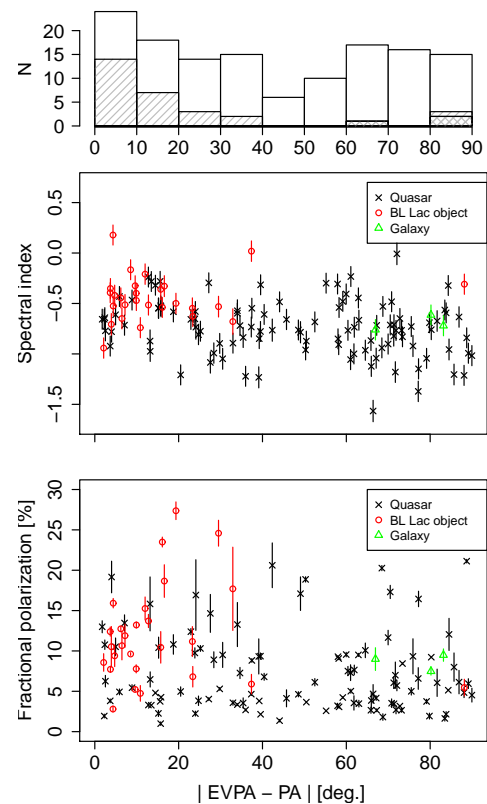 N
20
15
10
5
0
0 10 20 30 40 50 60 70 80 90
Spectral index
0.5
0.0
−0.5
−1.5
Quasar
BL Lac object
Galaxy
Fractional polarization [%]
30
25
20
15
10
5
0
Quasar
BL Lac object
Galaxy
0 20 40 60 80
| EVPA − PA | [deg.]